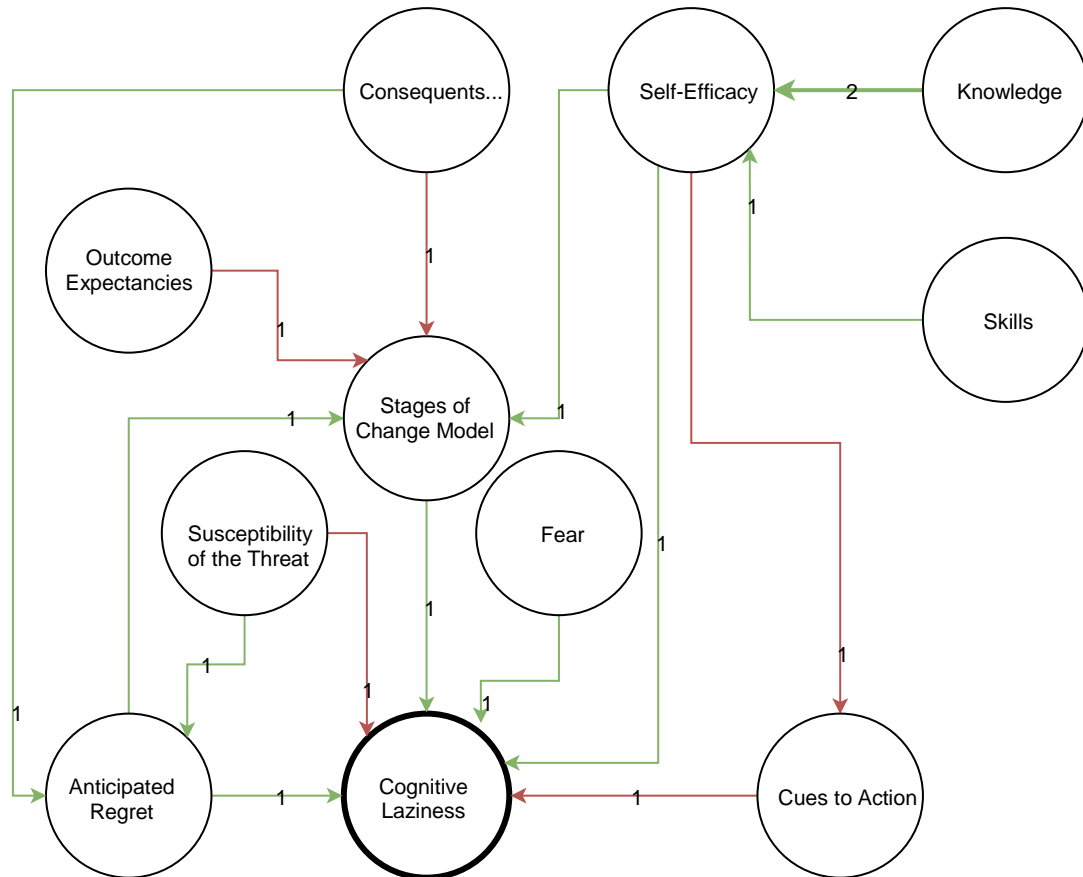 Consequents...
Self-Efficacy
2
Knowledge
1
1
Outcome
Expectancies
1
Skills
Stages of
Change Model
1
1
Susceptibility
of the Threat
Fear
1
1
1
1
1
1
1
Anticipated
Regret
1
Cognitive
Laziness
1
Cues to Action